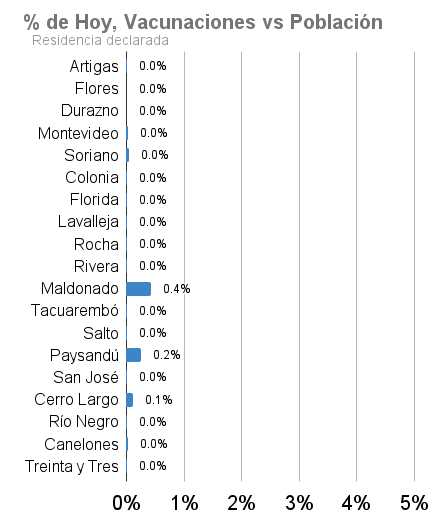 % de Hoy, Vacunaciones vs Población
Residencia declarada
Artigas 0.0%
Flores 0.0%
Durazno 0.0%
Montevideo 0.0%
Soriano 0.0%
Colonia 0.0%
Florida 0.0%
Lavalleja 0.0%
Rocha 0.0%
Rivera 0.0%
Maldonado 0.4%
Tacuarembó 0.0%
Salto 0.0%
Paysandú 0.2%
San José 0.0%
Cerro Largo 0.1%
Río Negro 0.0%
Canelones 0.0%
Treinta y Tres 0.0%
0% 1% 2% 3% 4% 5%